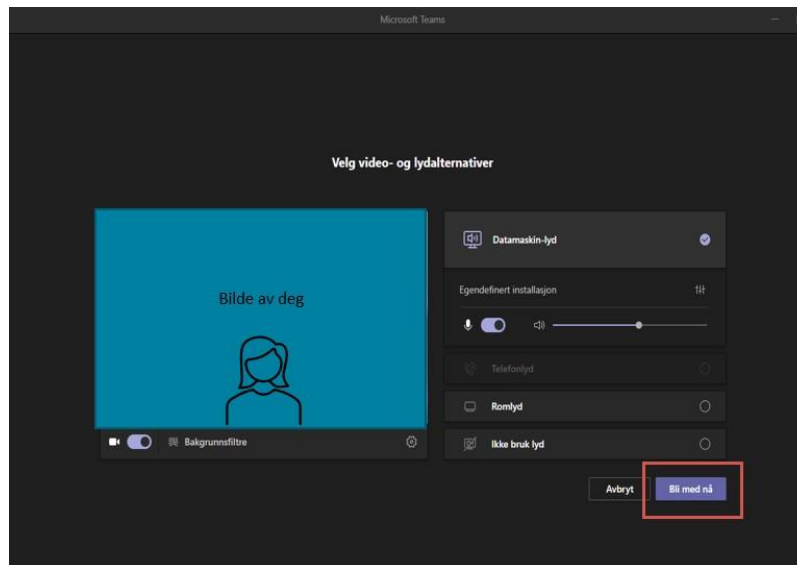 Microsoft Teams
Velg video- og lydalternativer
Bilde av deg
Bakgrunnsfiltre
Datamaskin-lyd
Egendefinert installasjon
Telefonlyd
Romlyd
Ikke bruk lyd
Avbryt
Bli med nå